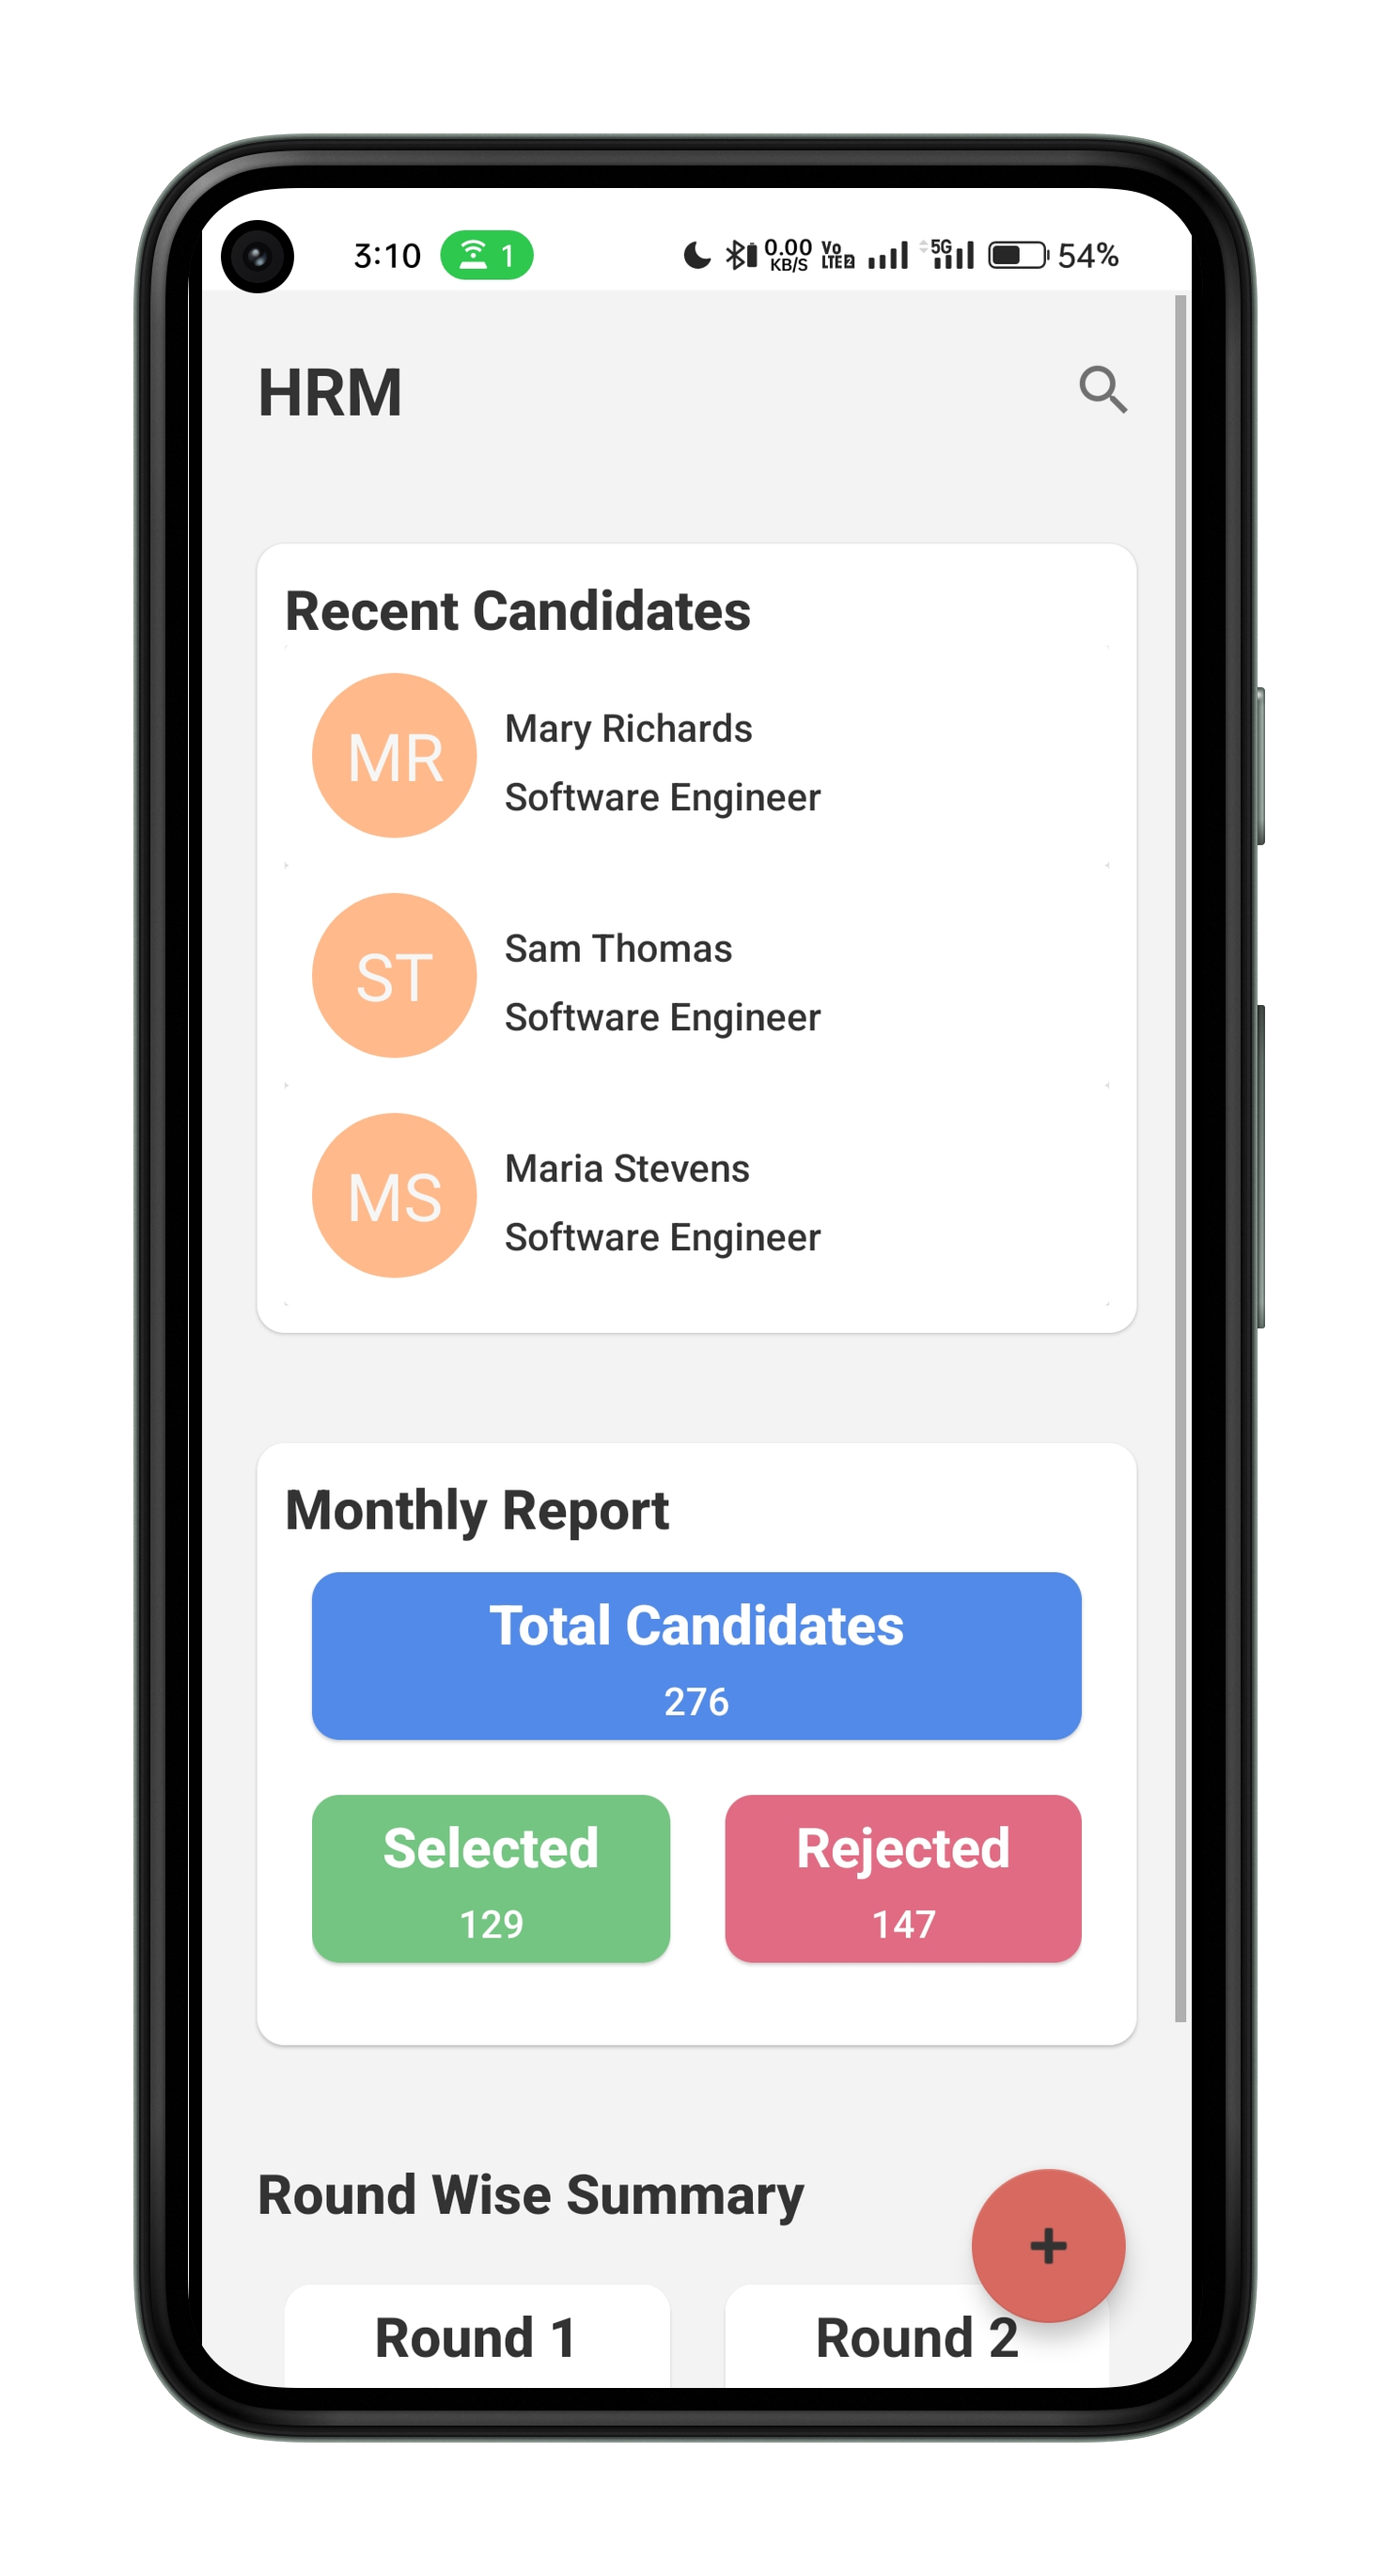 3:10 1 0.00 KB/S Vo LTE2 5G 54%
HRM
Recent Candidates
MR
Mary Richards
Software Engineer
ST
Sam Thomas
Software Engineer
MS
Maria Stevens
Software Engineer
Monthly Report
Total Candidates
276
Selected
129
Rejected
147
Round Wise Summary
+
Round 1
Round 2